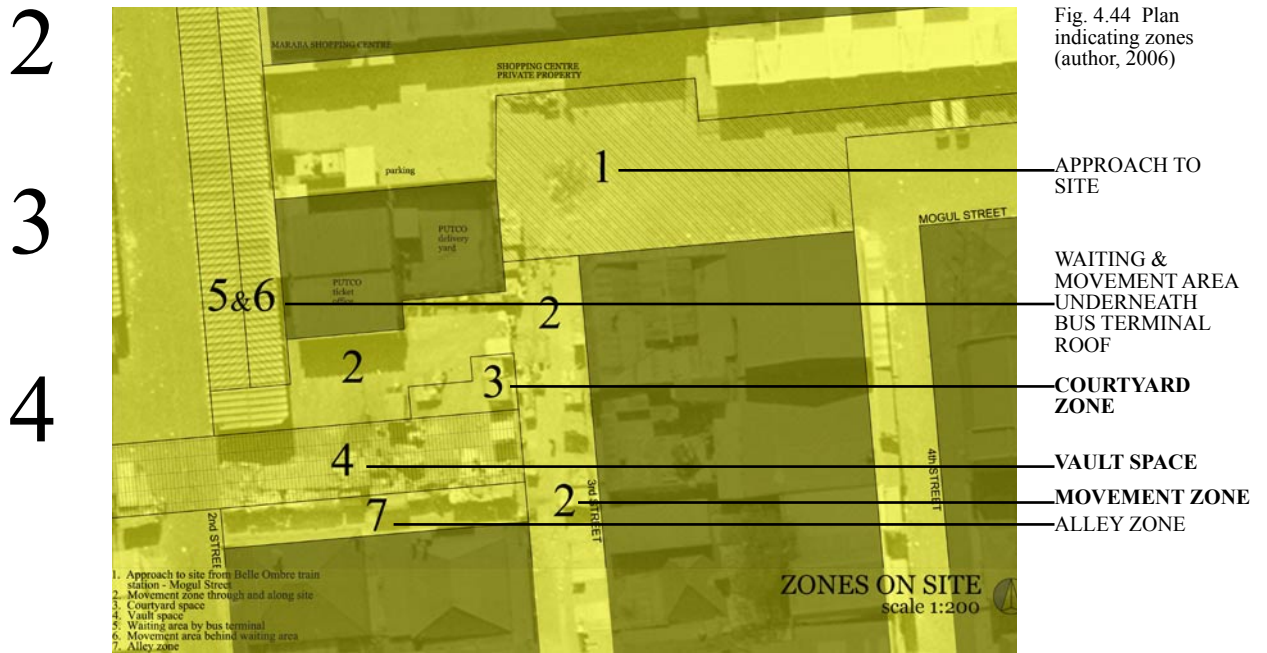 2
3
4
MARABA SHOPPING CENTRE
SHOPPING CENTRE
PRIVATE PROPERTY
parking
1
PUTCO
delivery
yard
PUTCO
ticket
office
5&6
2
2
3
4
2
7
MOGUL STREET
2nd STREE
3rd STREET
4th STREET
1. Approach to site from Belle Ombre train
station - Mogul Street
2. Movement zone through and along site
3. Courtyard space
4. Vault space
5. Waiting area by bus terminal
6. Movement area behind waiting area
7. Alley zone
ZONES ON SITE
scale 1:200
Fig. 4.44 Plan
indicating zones
(author, 2006)
APPROACH TO
SITE
WAITING &
MOVEMENT AREA
UNDERNEATH
BUS TERMINAL
ROOF
COURTYARD
ZONE
VAULT SPACE
MOVEMENT ZONE
ALLEY ZONE